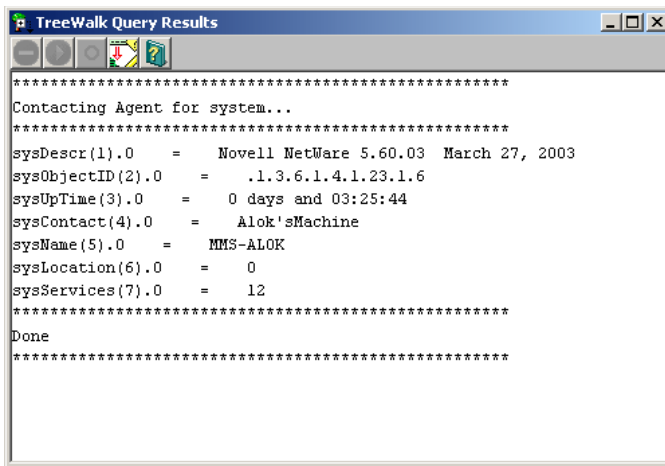 TreeWalk Query Results
*****************************************************
Contacting Agent for system...
*****************************************************
sysDescr(1).0    =    Novell NetWare 5.60.03  March 27, 2003
sysObjectID(2).0    =    .1.3.6.1.4.1.23.1.6
sysUpTime(3).0    =    0 days and 03:25:44
sysContact(4).0    =    Alok'sMachine
sysName(5).0    =    MMS-ALOK
sysLocation(6).0    =    0
sysServices(7).0    =    12
*****************************************************
Done
*****************************************************